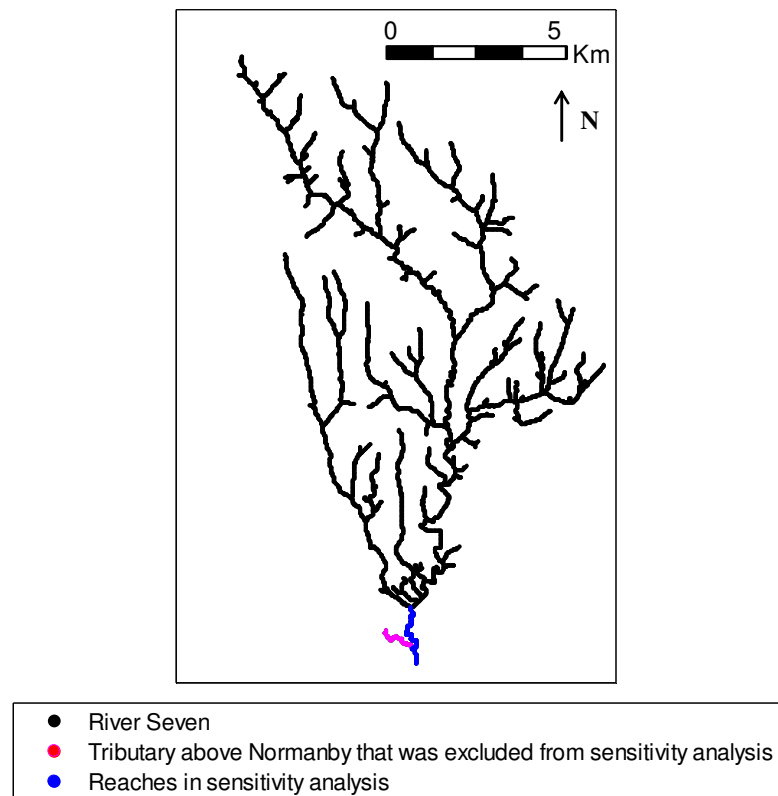 0 5
Km
N
River Seven
Tributary above Normanby that was excluded from sensitivity analysis
Reaches in sensitivity analysis